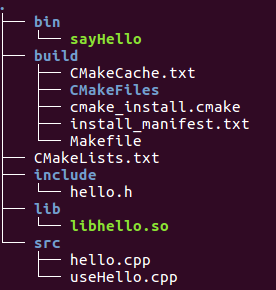 .
├── bin
│   └── sayHello
├── build
│   ├── CMakeCache.txt
│   ├── CMakeFiles
│   ├── cmake_install.cmake
│   ├── install_manifest.txt
│   └── Makefile
├── CMakeLists.txt
├── include
│   └── hello.h
├── lib
│   └── libhello.so
└── src
    ├── hello.cpp
    └── useHello.cpp